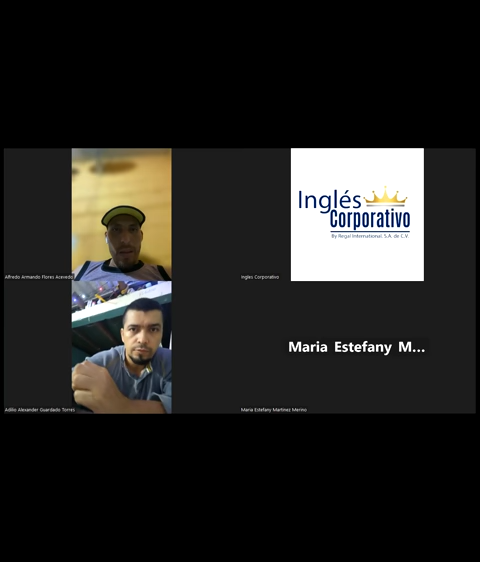 Inglés
Corporativo
By Regal International, S.A. de C.V.
Alfredo Armando Flores Acevedo
Inglés Corporativo
Maria Estefany M...
Adilio Alexander Guardado Torres
Maria Estefany Martinez Merino